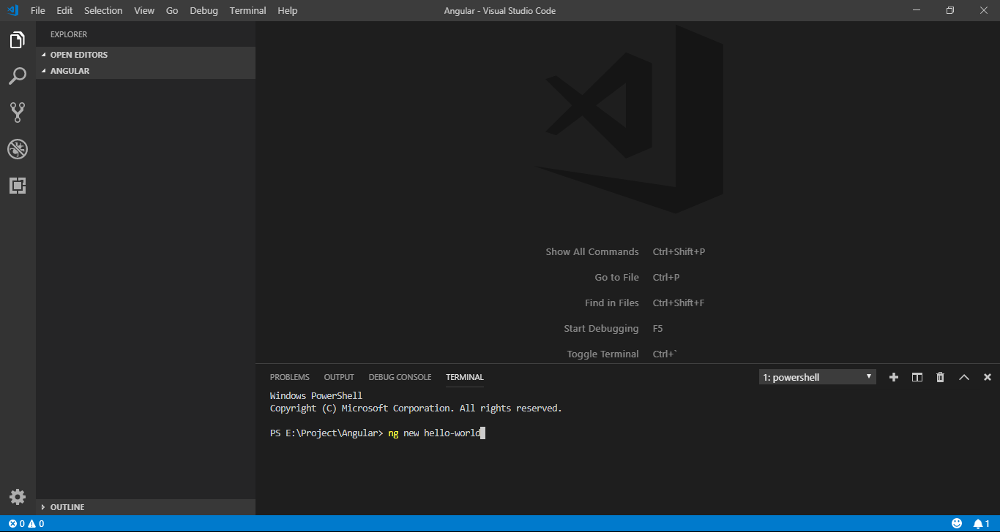 File Edit Selection View Go Debug Terminal Help Angular - Visual Studio Code
EXPLORER
OPEN EDITORS
ANGULAR
Show All Commands Ctrl+Shift+P
Go to File Ctrl+P
Find in Files Ctrl+Shift+F
Start Debugging F5
Toggle Terminal Ctrl+`
PROBLEMS OUTPUT DEBUG CONSOLE TERMINAL 1: powershell
Windows PowerShell
Copyright (C) Microsoft Corporation. All rights reserved.
PS E:\Project\Angular> ng new hello-world
OUTLINE
0 0 1